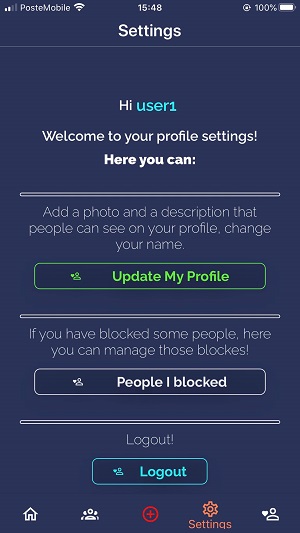 PosteMobile 15:48 100%
Settings
Hi user1
Welcome to your profile settings!
Here you can:
Add a photo and a description that
people can see on your profile, change
your name.
Update My Profile
If you have blocked some people, here
you can manage those blockes!
People I blocked
Logout!
Logout
Settings